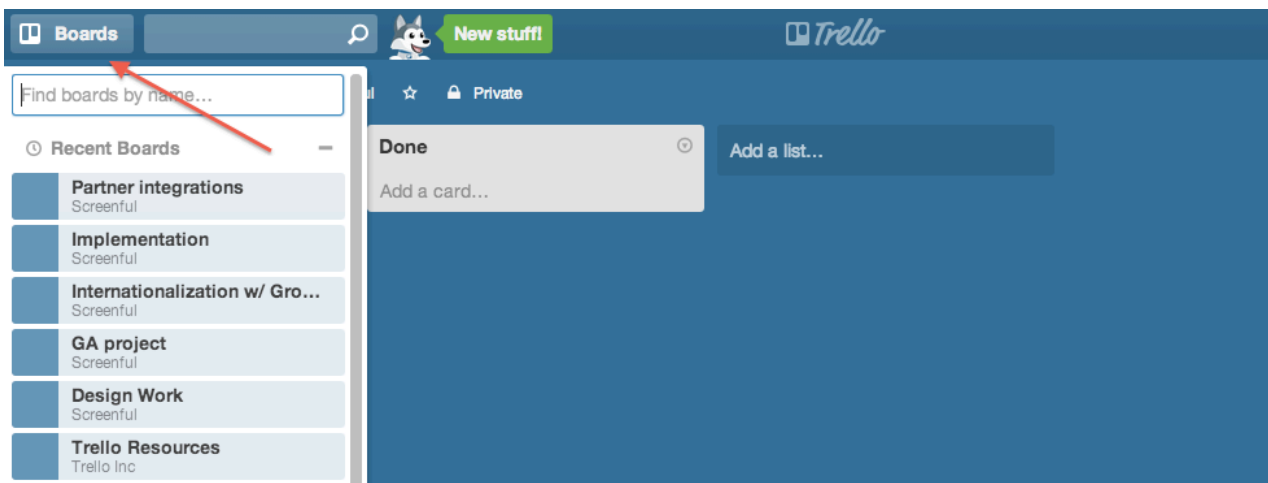 Boards
New stuff!
Trello
Find boards by name…
Private
Recent Boards
Partner integrations
Screenful
Implementation
Screenful
Internationalization w/ Gro…
Screenful
GA project
Screenful
Design Work
Screenful
Trello Resources
Trello Inc
Done
Add a card…
Add a list…